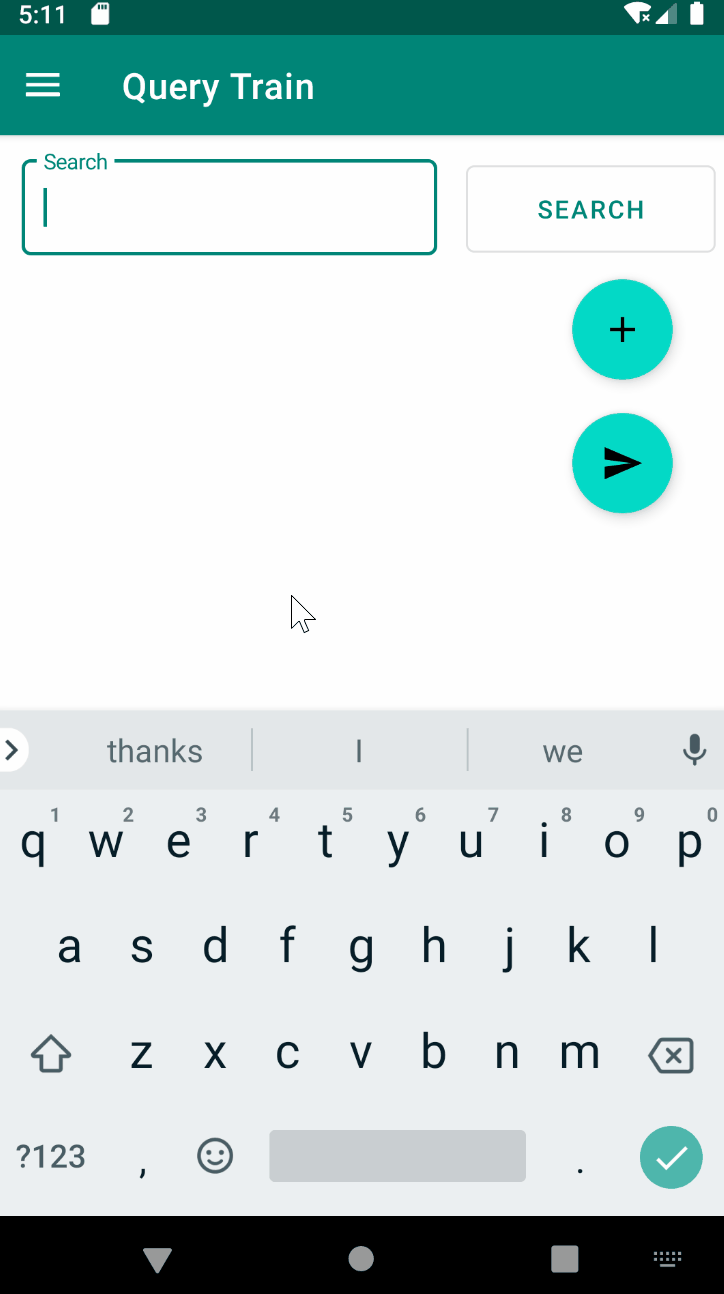 5:11
Query Train
Search
SEARCH
thanks I we
1 2 3 4 5 6 7 8 9 0
q w e r t y u i o p
a s d f g h j k l
z x c v b n m
?123 , .